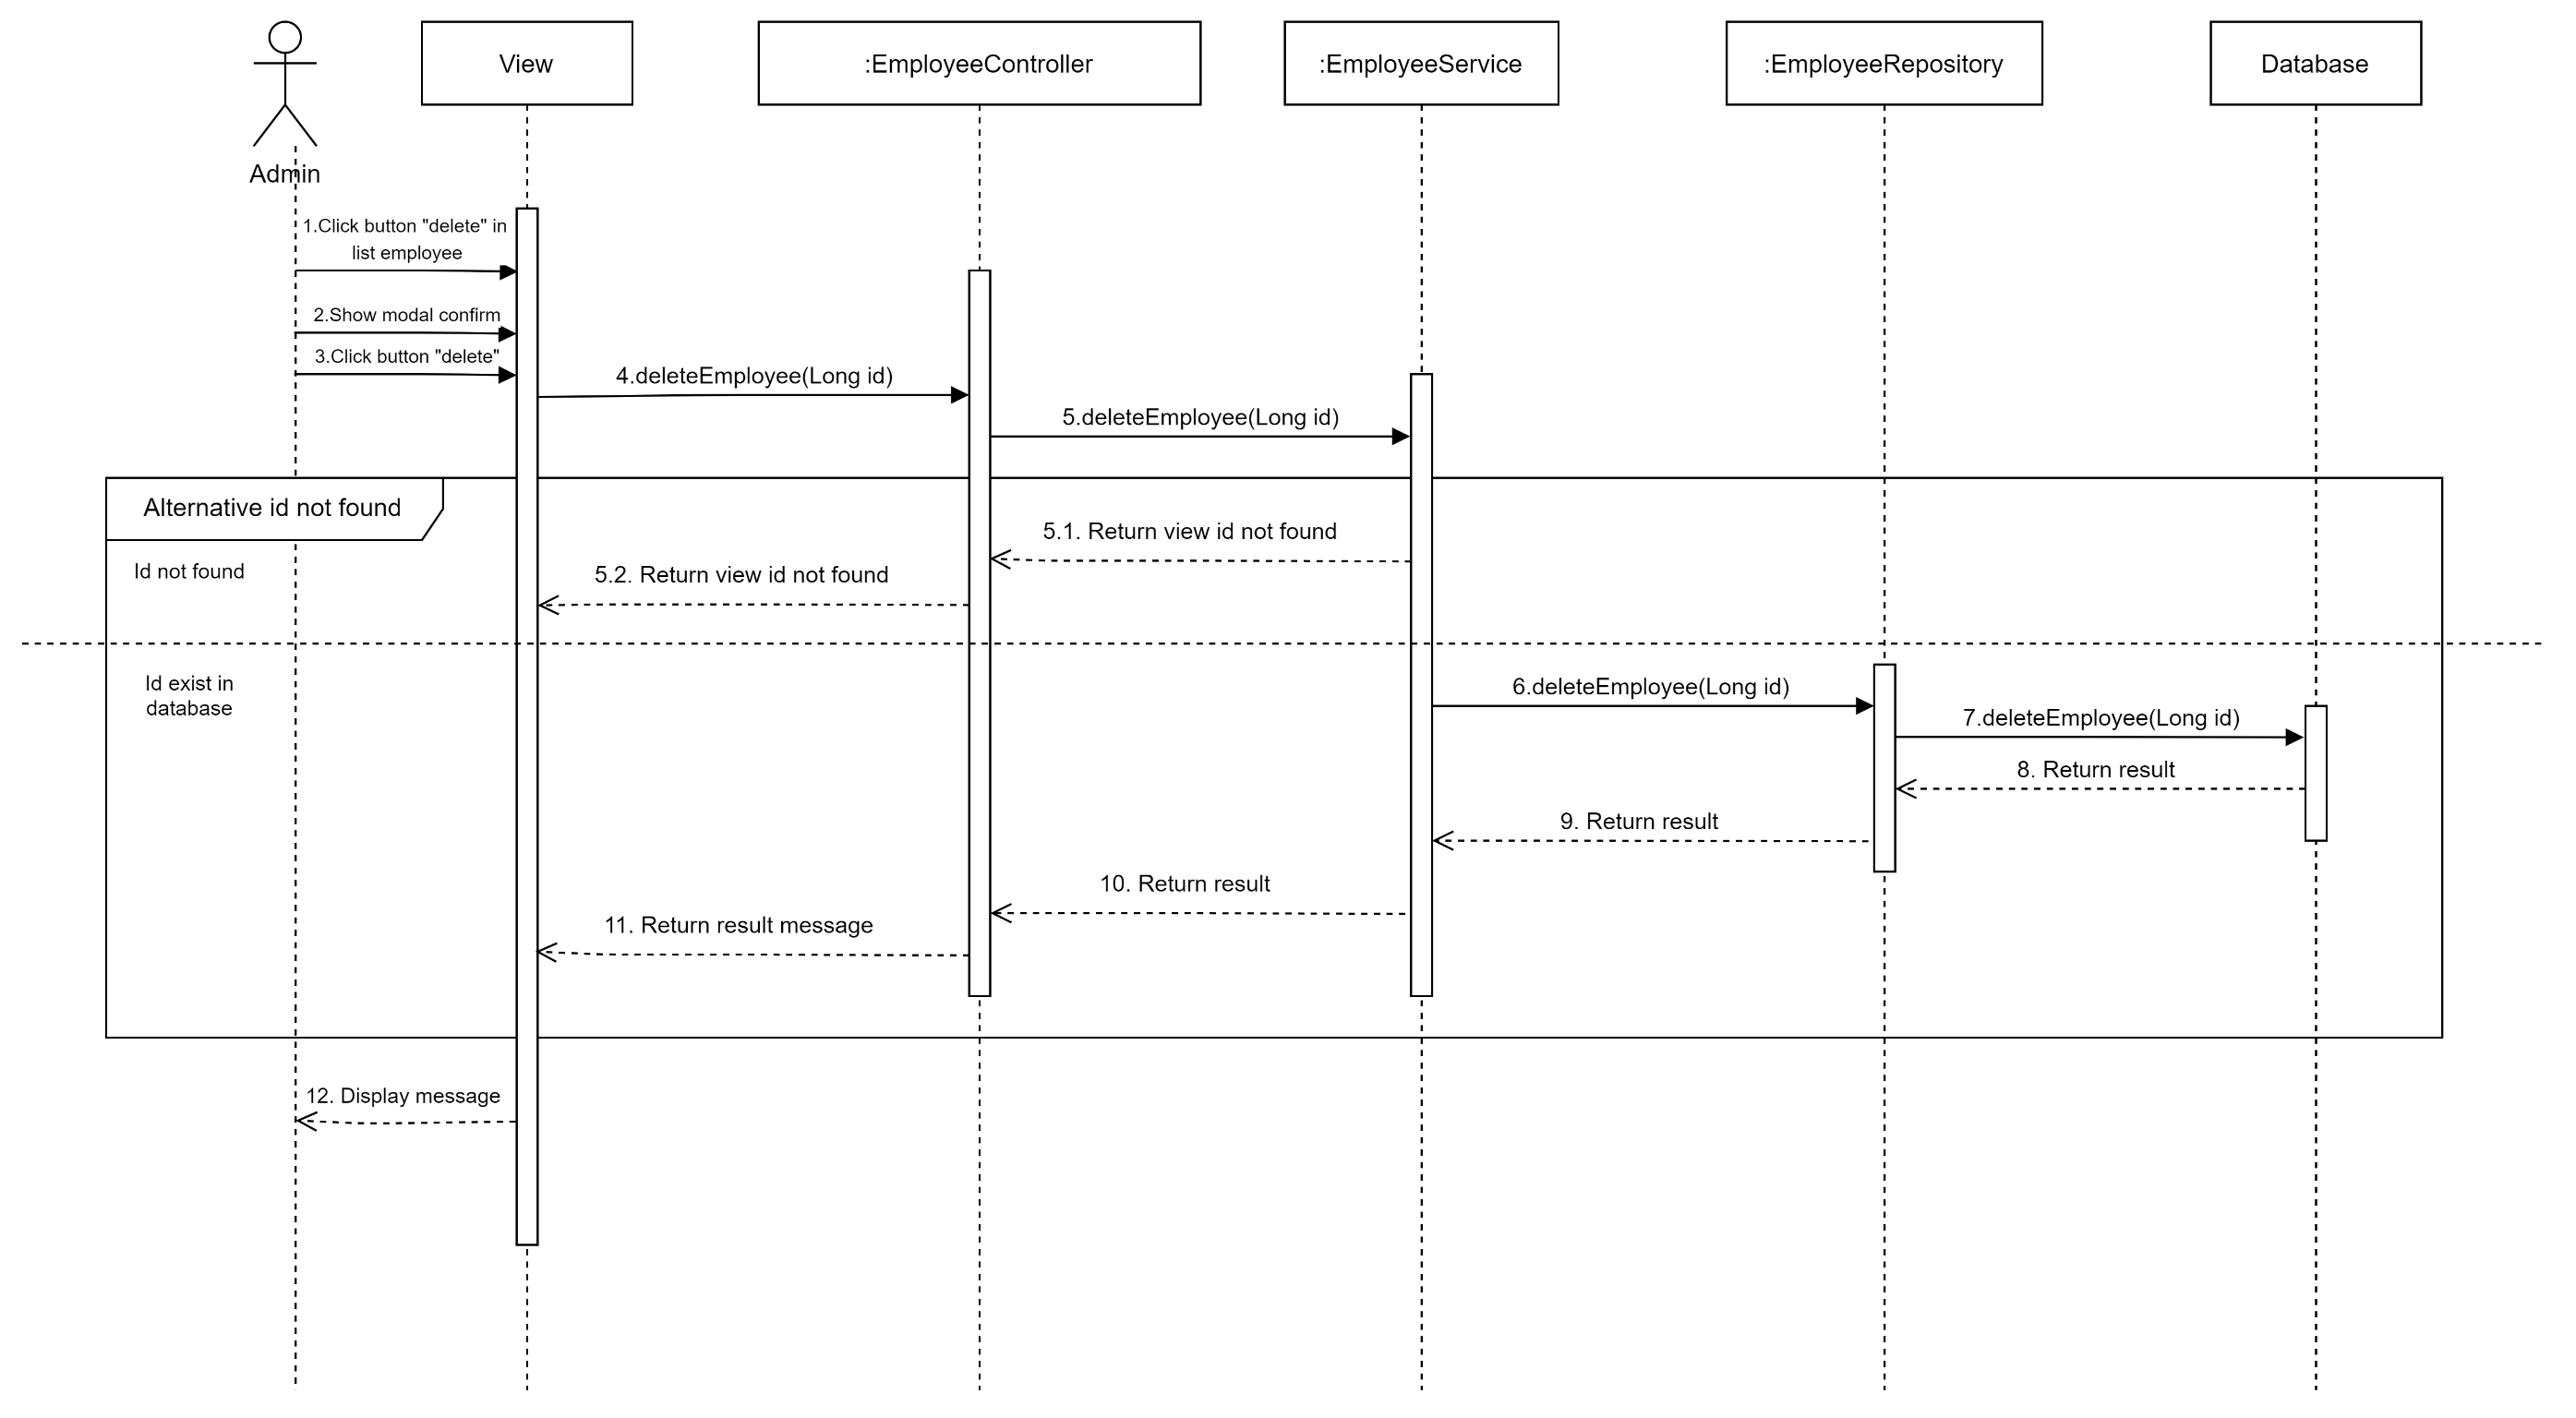 View
:EmployeeController
:EmployeeService
:EmployeeRepository
Database
Admin
1.Click button "delete" in
list employee
2.Show modal confirm
3.Click button "delete"
4.deleteEmployee(Long id)
5.deleteEmployee(Long id)
Alternative id not found
5.1. Return view id not found
Id not found
5.2. Return view id not found
Id exist in
database
6.deleteEmployee(Long id)
7.deleteEmployee(Long id)
8. Return result
9. Return result
10. Return result
11. Return result message
12. Display message